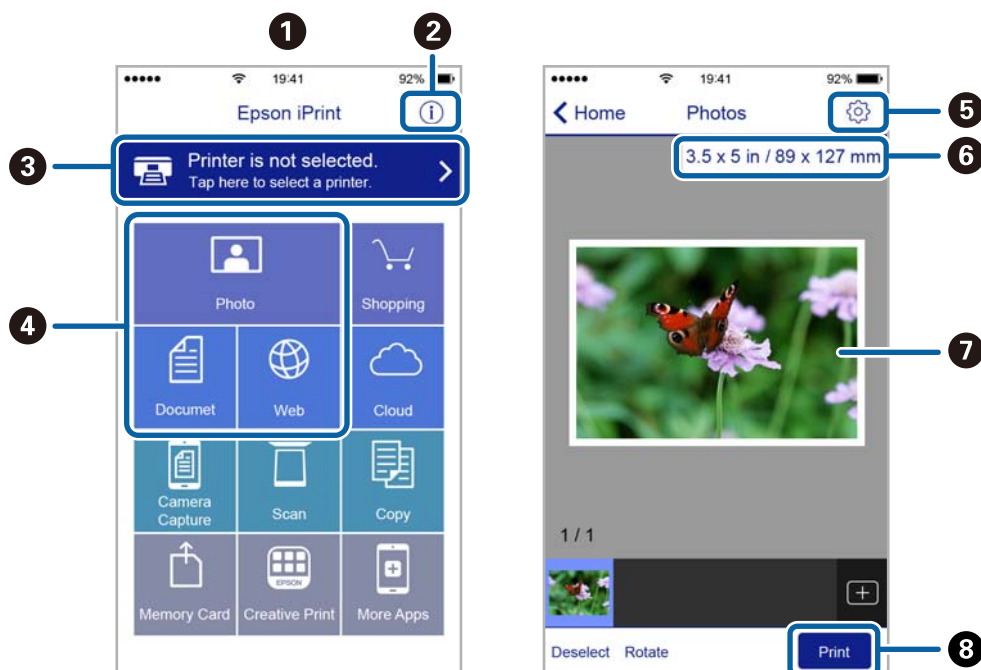 1
2
19:41
92%
Epson iPrint
3
Printer is not selected.
Tap here to select a printer.
4
Photo
Shopping
Documet
Web
Cloud
Camera
Capture
Scan
Copy
EPSON
Memory Card
Creative Print
More Apps
19:41
92%
Home
Photos
5
3.5 x 5 in / 89 x 127 mm
6
7
1 / 1
Deselect
Rotate
Print
8